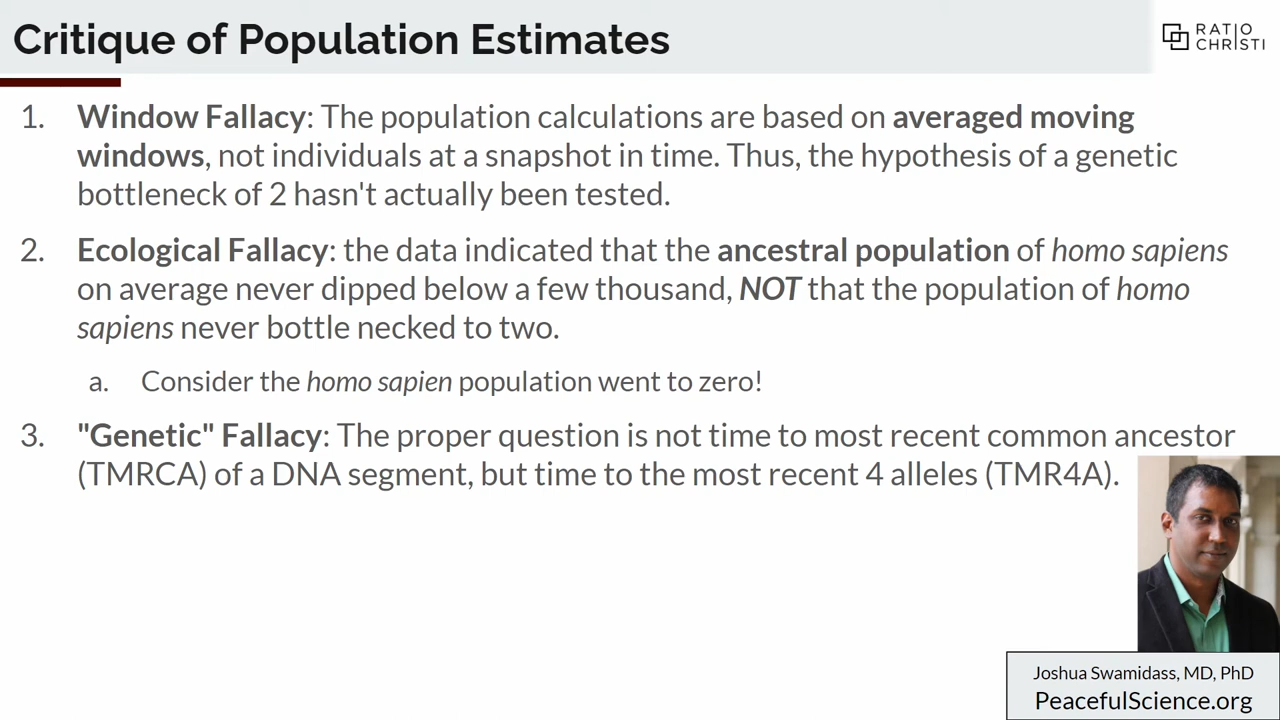 Critique of Population Estimates
RATIO
CHRISTI
1. Window Fallacy: The population calculations are based on averaged moving
windows, not individuals at a snapshot in time. Thus, the hypothesis of a genetic
bottleneck of 2 hasn't actually been tested.
2. Ecological Fallacy: the data indicated that the ancestral population of homo sapiens
on average never dipped below a few thousand, NOT that the population of homo
sapiens never bottle necked to two.
a. Consider the homo sapien population went to zero!
3. "Genetic" Fallacy: The proper question is not time to most recent common ancestor
(TMRCA) of a DNA segment, but time to the most recent 4 alleles (TMR4A).
Joshua Swamidass, MD, PhD
PeacefulScience.org